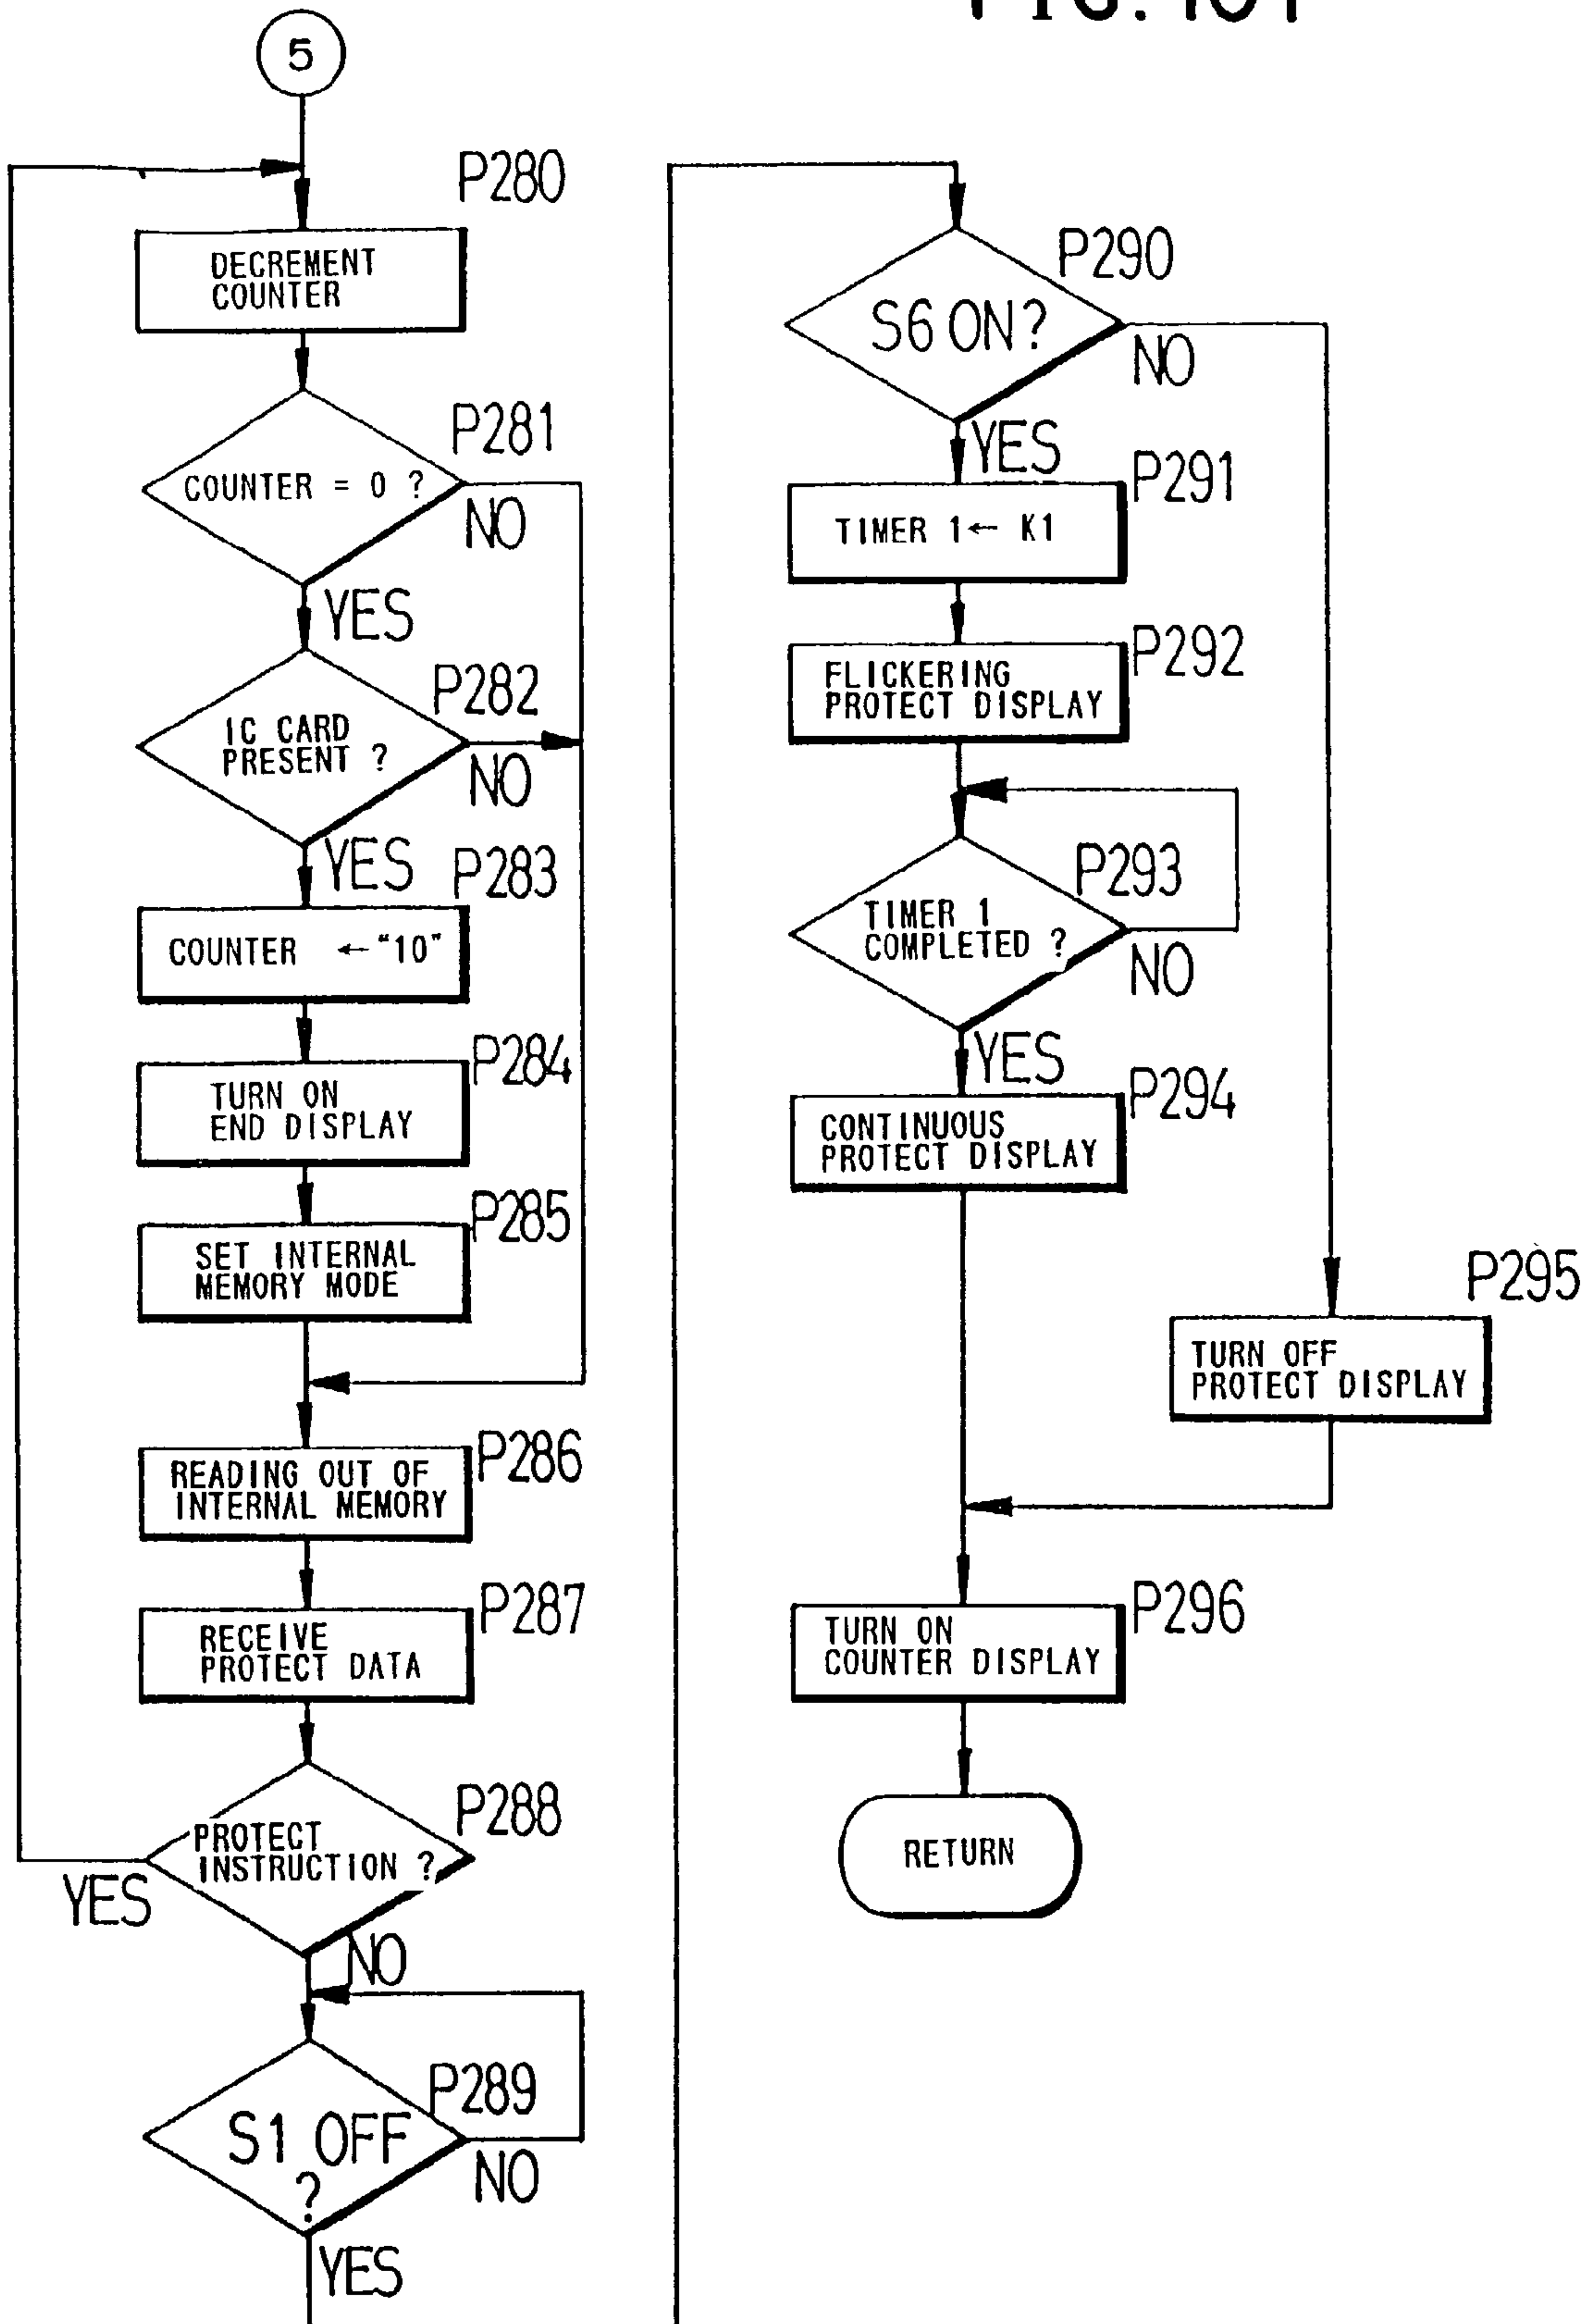 5
P280
DECREMENT
COUNTER
P281
COUNTER = 0 ?
NO
YES
P282
IC CARD
PRESENT ?
NO
YES
P283
COUNTER ← "10"
P284
TURN ON
END DISPLAY
P285
SET INTERNAL
MEMORY MODE
P286
READING OUT OF
INTERNAL MEMORY
P287
RECEIVE
PROTECT DATA
P288
PROTECT
INSTRUCTION ?
YES
NO
P289
S1 OFF
?
NO
YES
P290
S6 ON?
NO
YES
P291
TIMER 1← K1
P292
FLICKERING
PROTECT DISPLAY
P293
TIMER 1
COMPLETED ?
NO
YES
P294
CONTINUOUS
PROTECT DISPLAY
P295
TURN OFF
PROTECT DISPLAY
P296
TURN ON
COUNTER DISPLAY
RETURN